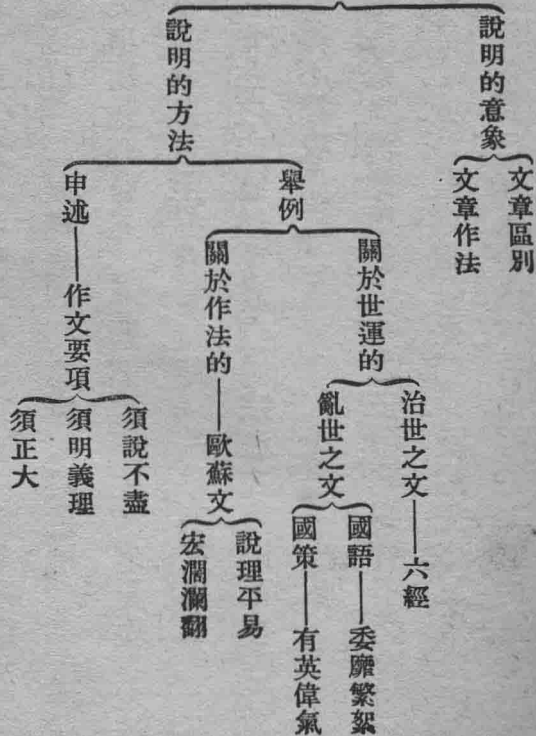 說明的意象
文章區別
文章作法
說明的方法
舉例
關於世運的
治世之文——六經
亂世之文
國語——委靡繁絮
國策——有英偉氣
關於作法的——歐蘇文
說理平易
宏濶瀾翻
申述——作文要項
須說不盡
須明義理
須正大